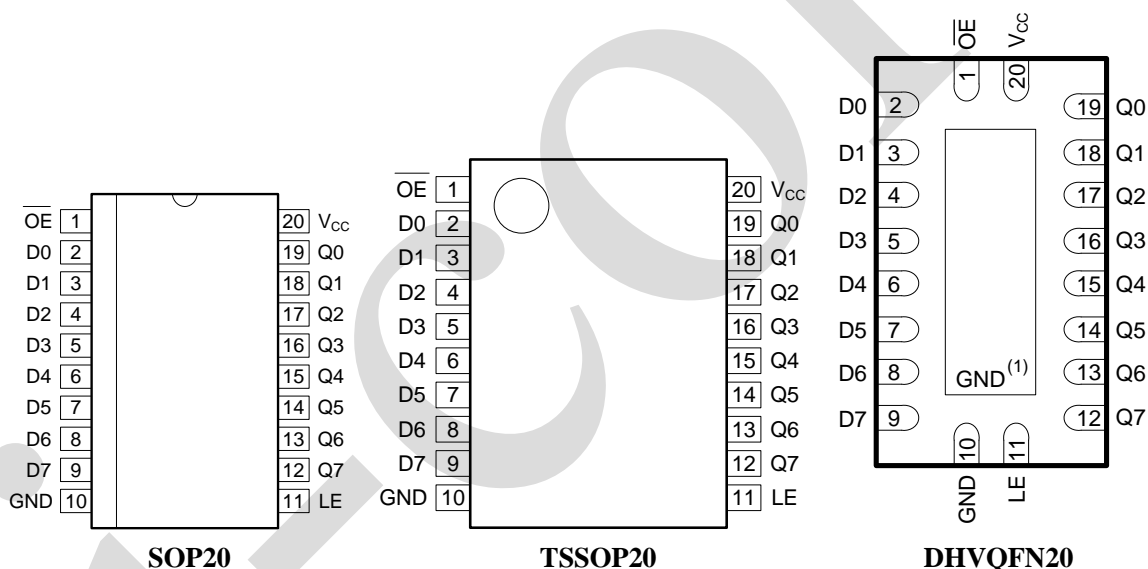 OE 1 20 VCC
D0 2 19 Q0
D1 3 18 Q1
D2 4 17 Q2
D3 5 16 Q3
D4 6 15 Q4
D5 7 14 Q5
D6 8 13 Q6
D7 9 12 Q7
GND 10 11 LE
SOP20
OE 1 20 VCC
D0 2 19 Q0
D1 3 18 Q1
D2 4 17 Q2
D3 5 16 Q3
D4 6 15 Q4
D5 7 14 Q5
D6 8 13 Q6
D7 9 12 Q7
GND 10 11 LE
TSSOP20
OE VCC
1 20
D0 2 19 Q0
D1 3 18 Q1
D2 4 17 Q2
D3 5 16 Q3
D4 6 15 Q4
D5 7 14 Q5
D6 8 GND(1) 13 Q6
D7 9 12 Q7
10 11
GND LE
DHVQFN20